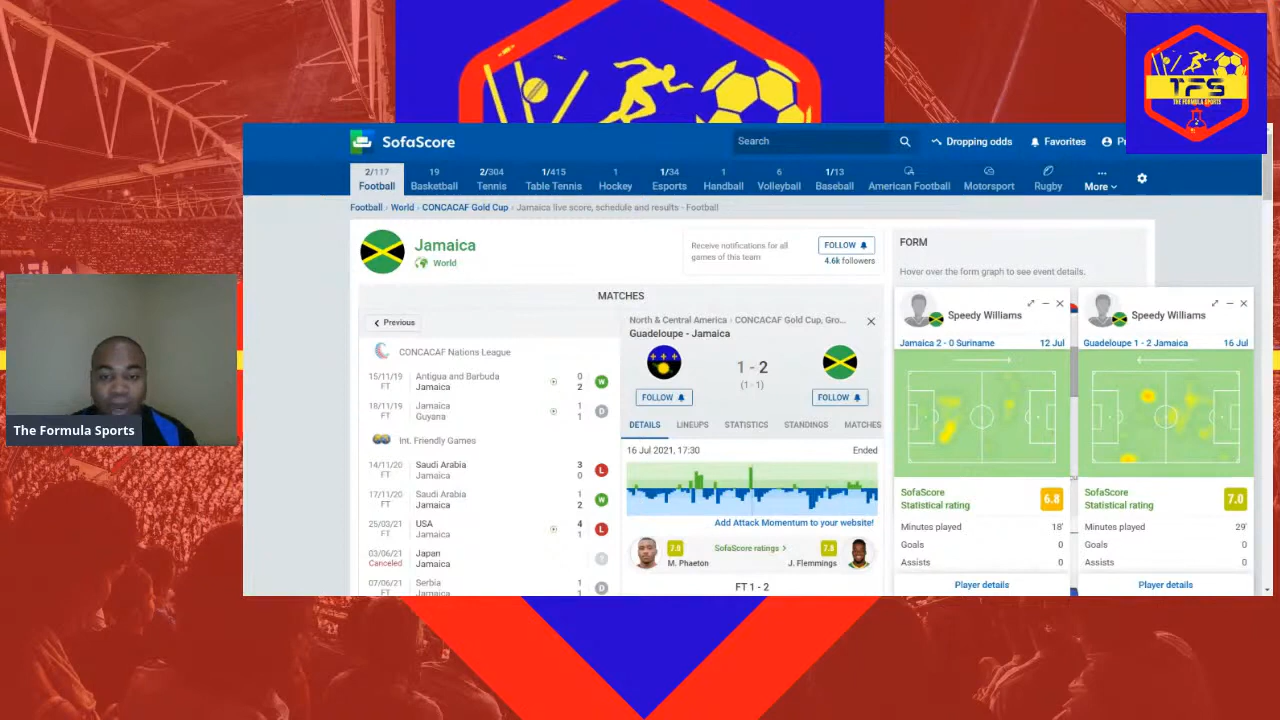 TFS
THE FORMULA SPORTS
SofaScore
Search
Dropping odds
Favorites
2/117
Football
19
Basketball
2/304
Tennis
1/415
Table Tennis
1
Hockey
1/34
Esports
1
Handball
6
Volleyball
1/13
Baseball
American Football
Motorsport
Rugby
More
Football › World › CONCACAF Gold Cup › Jamaica live score, schedule and results - Football
Jamaica
World
Receive notifications for all
games of this team
FOLLOW
4.6k followers
MATCHES
Previous
CONCACAF Nations League
15/11/19 Antigua and Barbuda 0
FT Jamaica 2
W
18/11/19 Jamaica 1
FT Guyana 1
D
Int. Friendly Games
14/11/20 Saudi Arabia 3
FT Jamaica 0
L
17/11/20 Saudi Arabia 1
FT Jamaica 2
W
25/03/21 USA 4
FT Jamaica 1
L
03/06/21 Japan
Canceled Jamaica
07/06/21 Serbia 1
FT Jamaica 1
D
North & Central America › CONCACAF Gold Cup, Gro...
Guadeloupe - Jamaica
1 - 2
(1 - 1)
FOLLOW
FOLLOW
DETAILS
LINEUPS
STATISTICS
STANDINGS
MATCHES
16 Jul 2021, 17:30
Ended
Add Attack Momentum to your website!
7.8
M. Phaeton
SofaScore ratings >
7.8
J. Flemmings
FT 1 - 2
FORM
Hover over the form graph to see event details.
Speedy Williams
Jamaica 2 - 0 Suriname 12 Jul
SofaScore
Statistical rating
6.8
Minutes played 18'
Goals 0
Assists 0
Player details
Speedy Williams
Guadeloupe 1 - 2 Jamaica 16 Jul
SofaScore
Statistical rating
7.0
Minutes played 29'
Goals 0
Assists 0
Player details
The Formula Sports